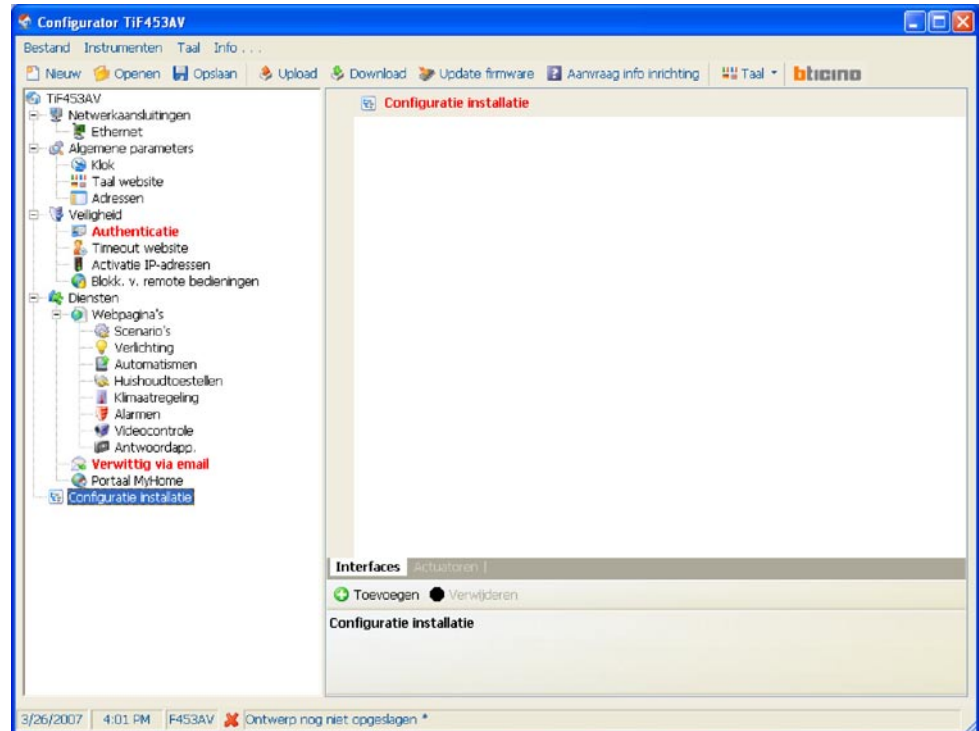 Configurator TiF453AV
Bestand Instrumenten Taal Info . . .
Nieuw Openen Opslaan Upload Download Update firmware Aanvraag info inrichting Taal bticino
TiF453AV
Netwerkaansluitingen
Ethernet
Algemene parameters
Klok
Taal website
Adressen
Veiligheid
Authenticatie
Timeout website
Activatie IP-adressen
Blokk. v. remote bedieningen
Diensten
Webpagina's
Scenario's
Verlichting
Automatismen
Huishoudtoestellen
Klimaatregeling
Alarmen
Videocontrole
Antwoordapp.
Verwittig via email
Portaal MyHome
Configuratie installatie
Configuratie installatie
Interfaces Actuatoren |
Toevoegen Verwijderen
Configuratie installatie
3/26/2007 4:01 PM F453AV Ontwerp nog niet opgeslagen *